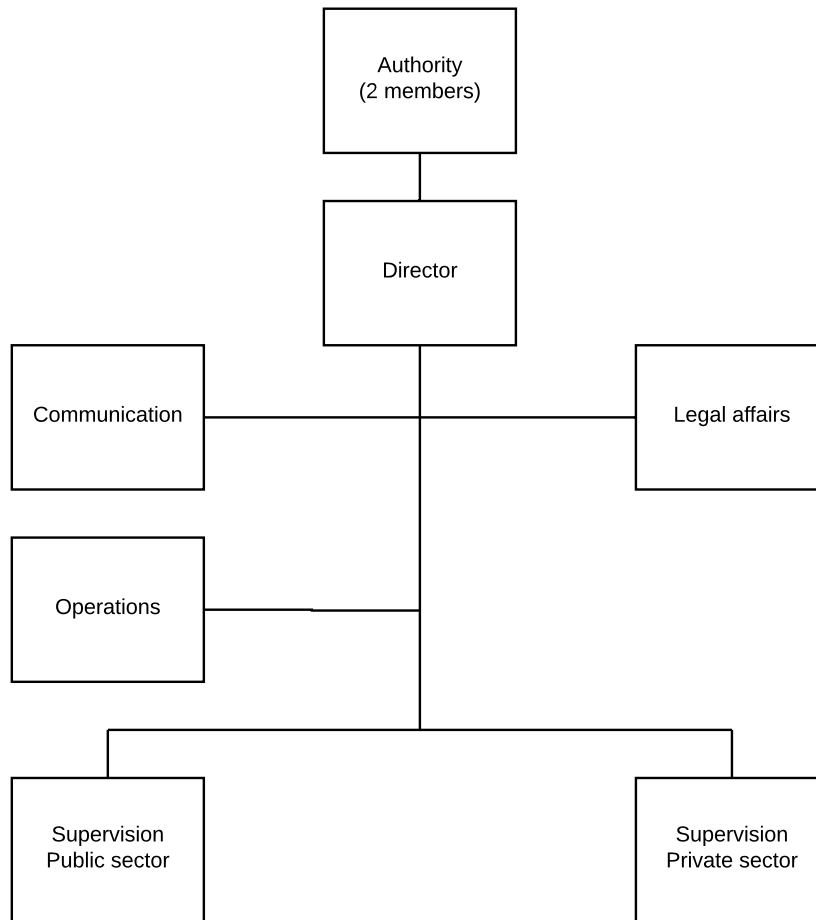 Authority
(2 members)
Director
Communication
Legal affairs
Operations
Supervision
Public sector
Supervision
Private sector